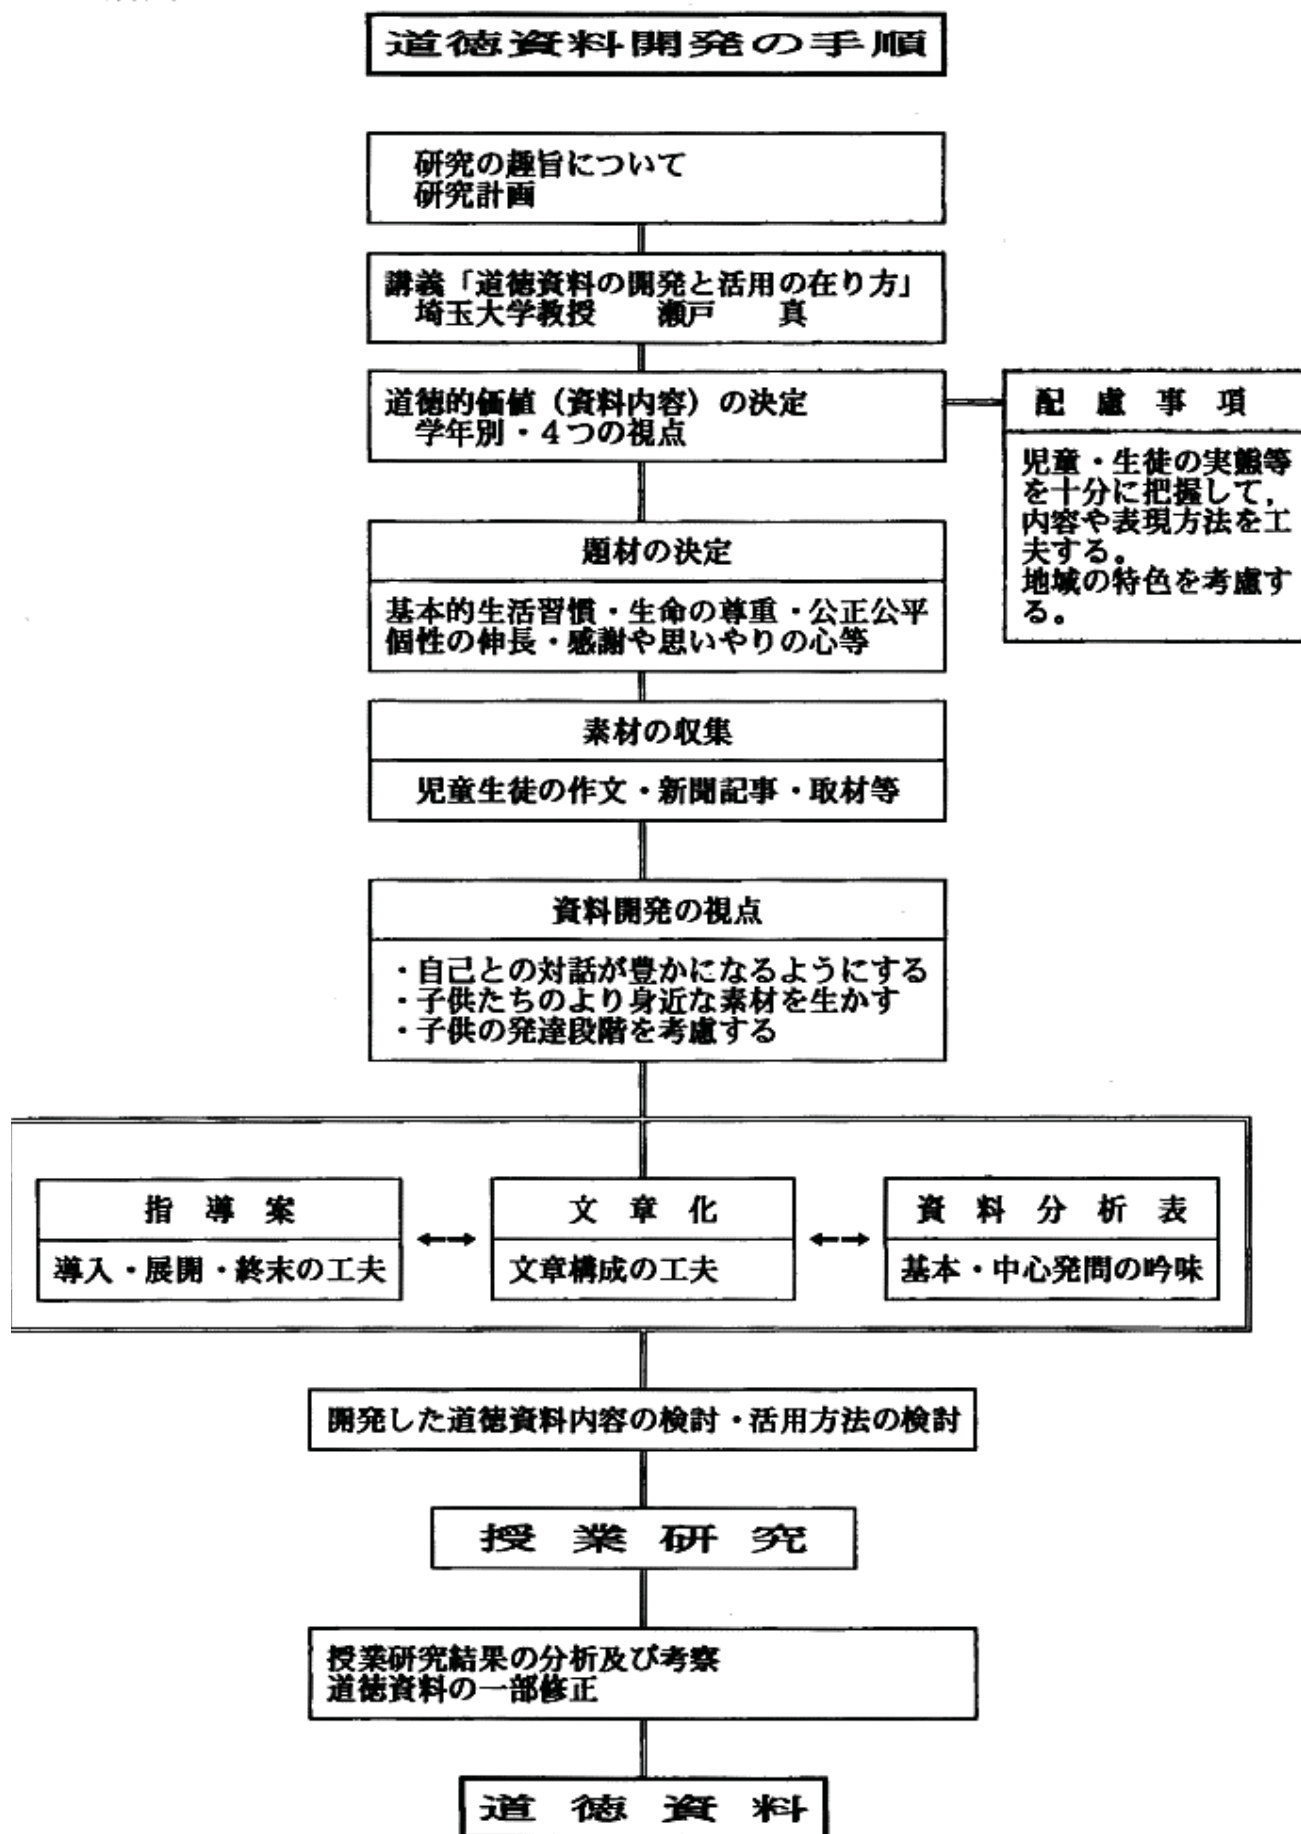 道徳資料開発の手順
研究の趣旨について
研究計画
講義「道徳資料の開発と活用の在り方」
埼玉大学教授　瀬戸　真
道徳的価値（資料内容）の決定
学年別・４つの視点
配慮事項
児童・生徒の実態等
を十分に把握して，
内容や表現方法を工
夫する。
地域の特色を考慮す
る。
題材の決定
基本的生活習慣・生命の尊重・公正公平
個性の伸長・感謝や思いやりの心等
素材の収集
児童生徒の作文・新聞記事・取材等
資料開発の視点
・自己との対話が豊かになるようにする
・子供たちのより身近な素材を生かす
・子供の発達段階を考慮する
指導案
導入・展開・終末の工夫
文章化
文章構成の工夫
資料分析表
基本・中心発問の吟味
開発した道徳資料内容の検討・活用方法の検討
授業研究
授業研究結果の分析及び考察
道徳資料の一部修正
道徳資料